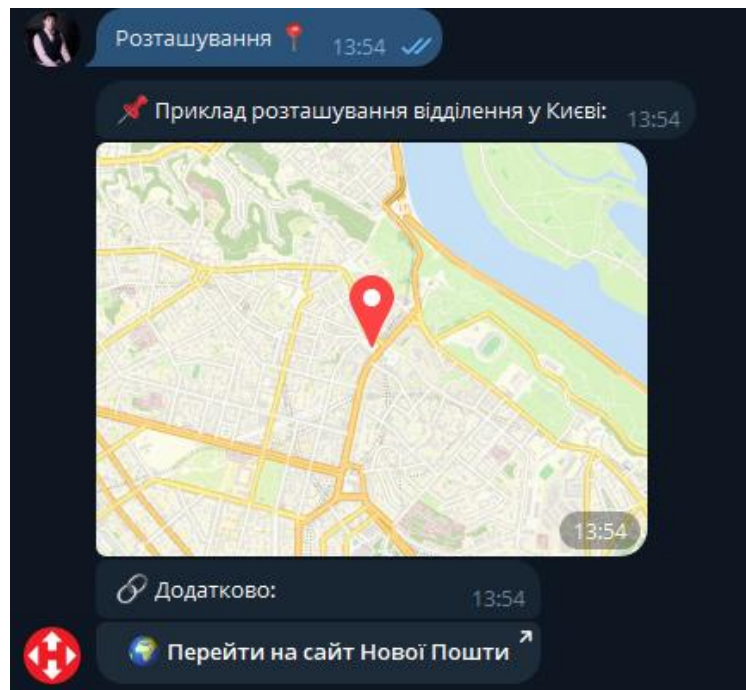 Розташування 📍 13:54
📌 Приклад розташування відділення у Києві: 13:54
13:54
🔗 Додатково: 13:54
🌍 Перейти на сайт Нової Пошти